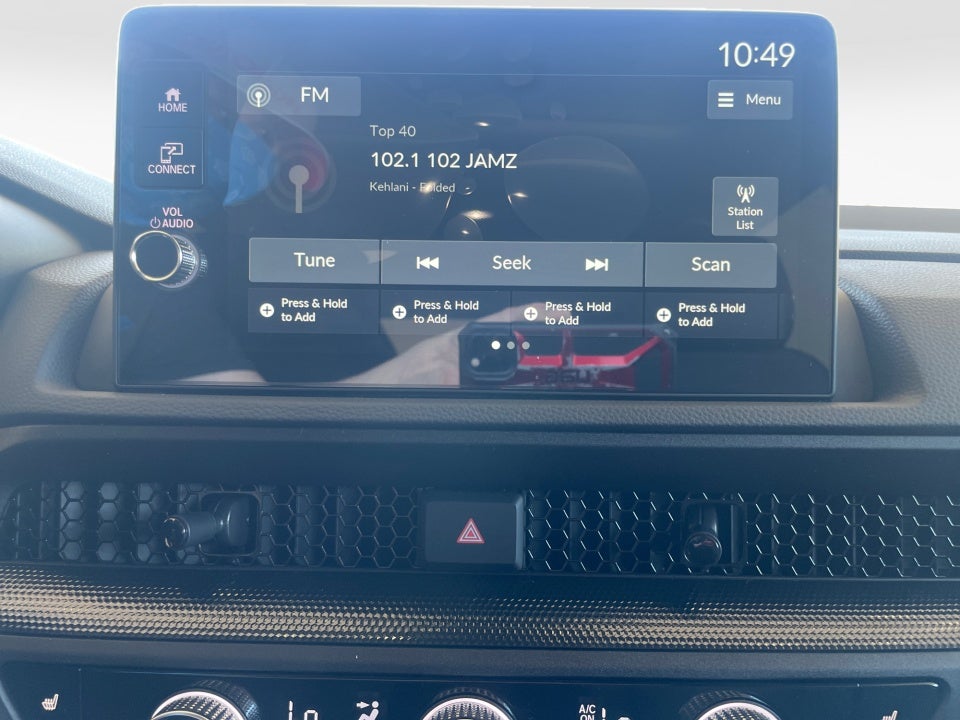 10:49
HOME
FM
Menu
Top 40
102.1 102 JAMZ
CONNECT
Kehlani - Folded
Station
List
VOL
AUDIO
Tune
Seek
Scan
Press & Hold
to Add
Press & Hold
to Add
Press & Hold
to Add
Press & Hold
to Add
A/C
ON